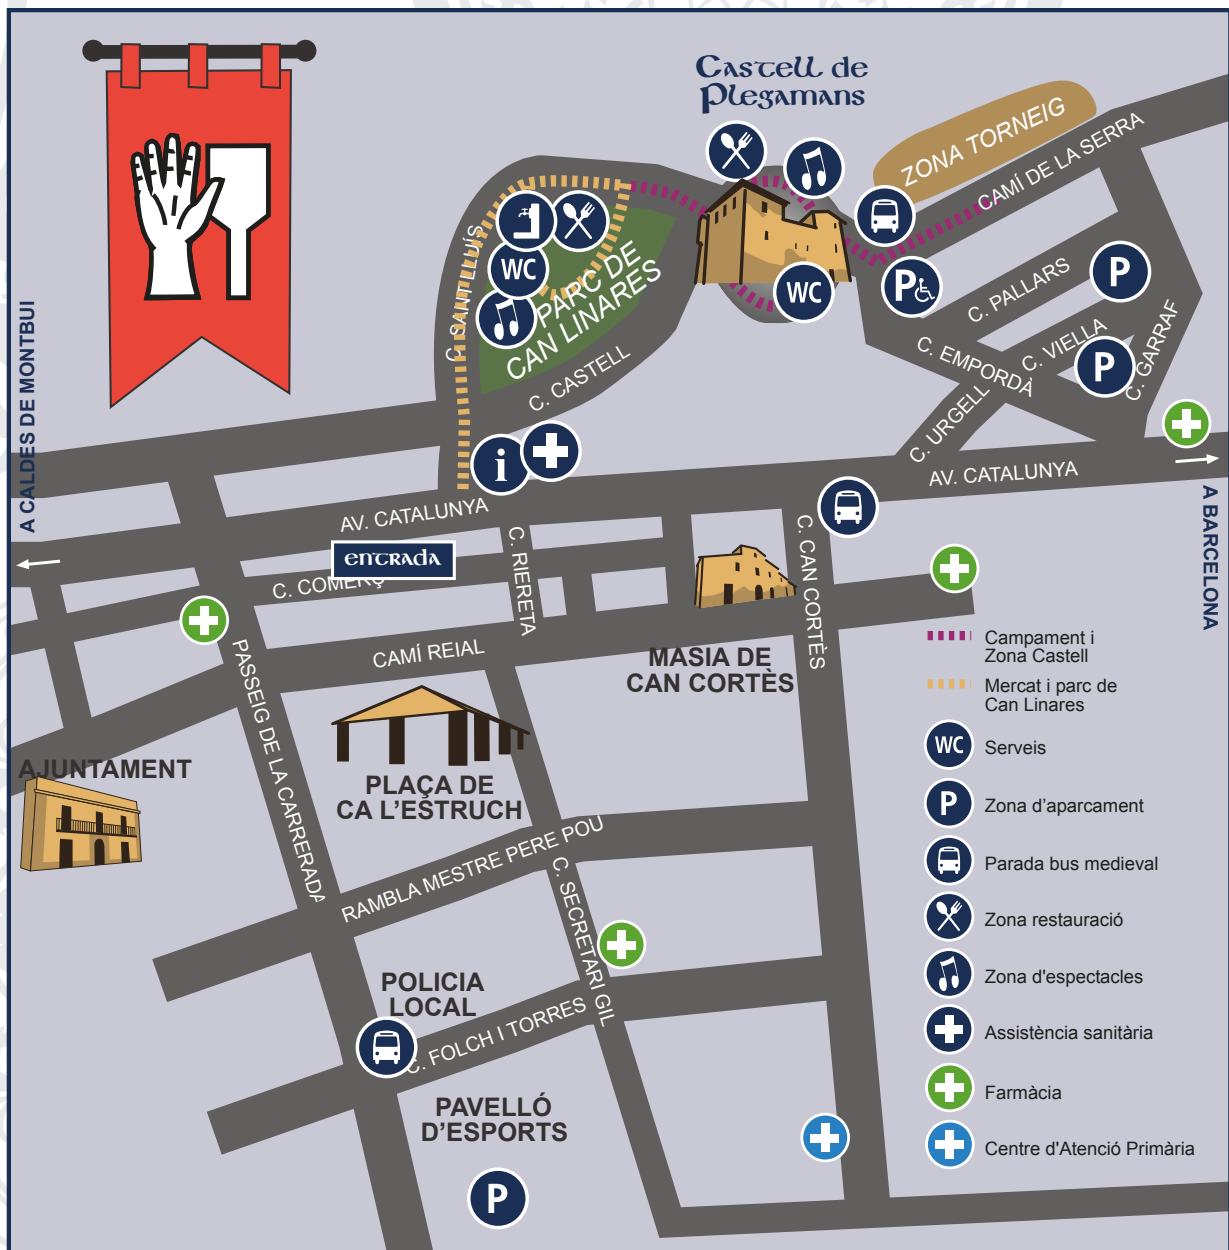 Castell de
Plegamans
ZONA TORNEIG
CAMÍ DE LA SERRA
C. SANT LLUÍS
WC
PARC DE
CAN LINARES
WC
P
C. PALLARS
P
C. VIELLA
C. GARRAF
C. EMPORDÀ
P
C. CASTELL
C. URGELL
A CALDES DE MONTBUI
i
AV. CATALUNYA
AV. CATALUNYA
A BARCELONA
entrada
C. COMERÇ
C. RIERETA
C. CAN CORTÈS
CAMÍ REIAL
MASIA DE
CAN CORTÈS
PASSEIG DE LA CARRERADA
AJUNTAMENT
PLAÇA DE
CA L'ESTRUCH
RAMBLA MESTRE PERE POU
C. SECRETARI GIL
POLICIA
LOCAL
C. FOLCH I TORRES
PAVELLÓ
D'ESPORTS
P
Campament i
Zona Castell
Mercat i parc de
Can Linares
WC Serveis
P Zona d'aparcament
Parada bus medieval
Zona restauració
Zona d'espectacles
Assistència sanitària
Farmàcia
Centre d'Atenció Primària